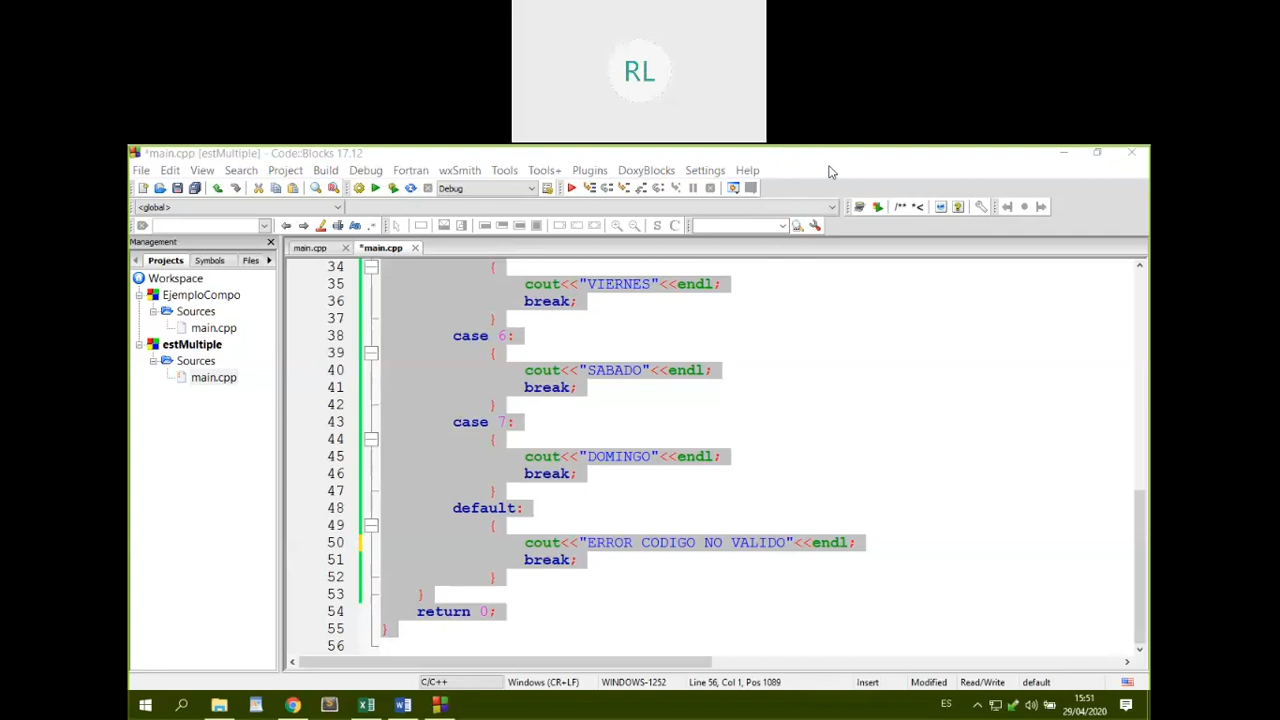 RL
*main.cpp [estMultiple] - Code::Blocks 17.12
File Edit View Search Project Build Debug Fortran wxSmith Tools Tools+ Plugins DoxyBlocks Settings Help
Debug
<global>
/** *<
Management
main.cpp *main.cpp
Projects Symbols Files
Workspace
EjemploCompo
Sources
main.cpp
estMultiple
Sources
main.cpp
34 {
35 cout<<"VIERNES"<<endl;
36 break;
37 }
38 case 6:
39 {
40 cout<<"SABADO"<<endl;
41 break;
42 }
43 case 7:
44 {
45 cout<<"DOMINGO"<<endl;
46 break;
47 }
48 default:
49 {
50 cout<<"ERROR CODIGO NO VALIDO"<<endl;
51 break;
52 }
53 }
54 return 0;
55 }
56
C/C++ Windows (CR+LF) WINDOWS-1252 Line 56, Col 1, Pos 1089 Insert Modified Read/Write default
ES 15:51
29/04/2020